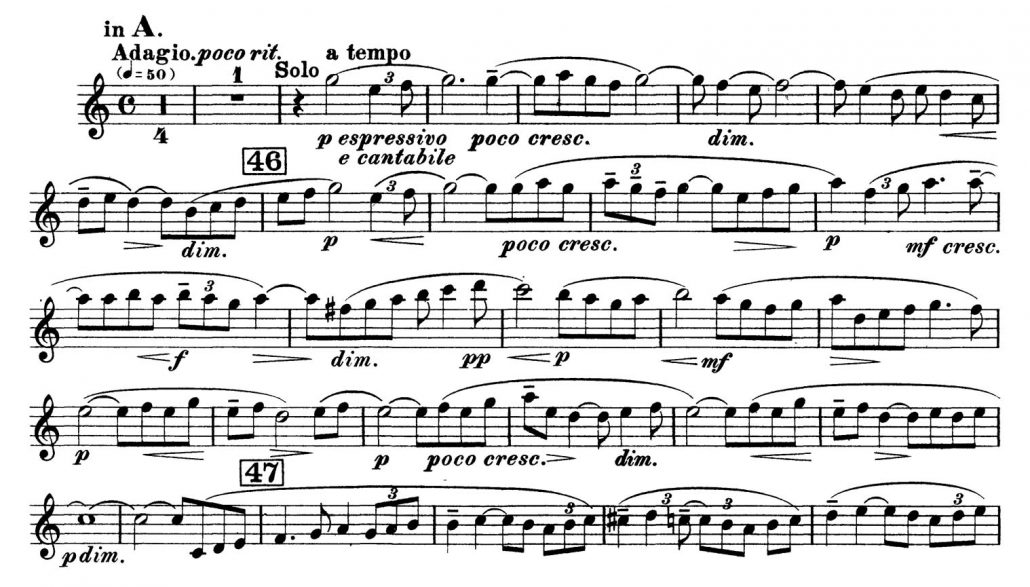 in A.
Adagio. poco rit. a tempo
(♩=50) 1 Solo 3
4 p espressivo poco cresc. dim.
e cantabile
46
3 3 3
dim. p poco cresc. p mf cresc.
3
f dim. pp p mf
p p poco cresc. dim.
47
3 3 3 3 3
p dim.